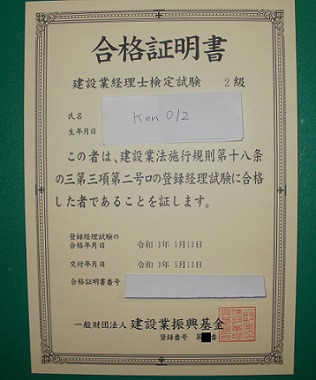 合格証明書
建設業経理士検定試験 2級
氏名
Ken 012
生年月日
この者は、建設業法施行規則第十八条
の三第三項第二号ロの登録経理試験に合格
した者であることを証します。
登録経理試験の
合格年月日 令和 3年 5月11日
交付年月日 令和 3年 5月11日
合格証明書番号
一般財団法人 建設業振興基金
登録番号 第 番